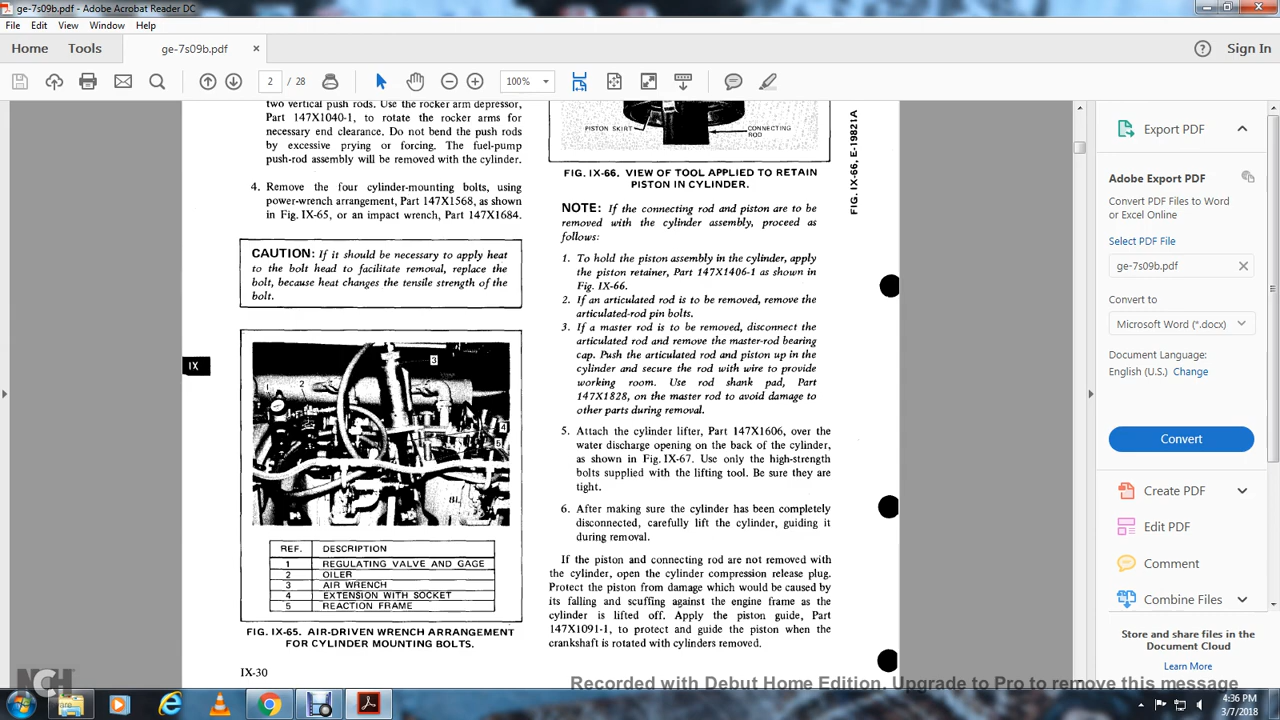 ge-7s09b.pdf - Adobe Acrobat Reader DC
File Edit View Window Help
Home Tools ge-7s09b.pdf × ? Sign In
2 / 28 100%
two vertical push rods. Use the rocker arm depressor,
Part 147X1040-1, to rotate the rocker arms for
necessary end clearance. Do not bend the push rods
by excessive prying or forcing. The fuel-pump
push-rod assembly will be removed with the cylinder.
4. Remove the four cylinder-mounting bolts, using
power-wrench arrangement, Part 147X1568, as shown
in Fig. IX-65, or an impact wrench, Part 147X1684.
CAUTION: If it should be necessary to apply heat
to the bolt head to facilitate removal, replace the
bolt, because heat changes the tensile strength of the
bolt.
IX
1
2
3
4
5
8L
REF. DESCRIPTION
1 REGULATING VALVE AND GAGE
2 OILER
3 AIR WRENCH
4 EXTENSION WITH SOCKET
5 REACTION FRAME
FIG. IX-65. AIR-DRIVEN WRENCH ARRANGEMENT
FOR CYLINDER MOUNTING BOLTS.
IX-30
PISTON SKIRT
CONNECTING
ROD
FIG. IX-66. VIEW OF TOOL APPLIED TO RETAIN
PISTON IN CYLINDER.
NOTE: If the connecting rod and piston are to be
removed with the cylinder assembly, proceed as
follows:
1. To hold the piston assembly in the cylinder, apply
the piston retainer, Part 147X1406-1 as shown in
Fig. IX-66.
2. If an articulated rod is to be removed, remove the
articulated-rod pin bolts.
3. If a master rod is to be removed, disconnect the
articulated rod and remove the master-rod bearing
cap. Push the articulated rod and piston up in the
cylinder and secure the rod with wire to provide
working room. Use rod shank pad, Part
147X1828, on the master rod to avoid damage to
other parts during removal.
5. Attach the cylinder lifter, Part 147X1606, over the
water discharge opening on the back of the cylinder,
as shown in Fig. IX-67. Use only the high-strength
bolts supplied with the lifting tool. Be sure they are
tight.
6. After making sure the cylinder has been completely
disconnected, carefully lift the cylinder, guiding it
during removal.
If the piston and connecting rod are not removed with
the cylinder, open the cylinder compression release plug.
Protect the piston from damage which would be caused by
its falling and scuffing against the engine frame as the
cylinder is lifted off. Apply the piston guide, Part
147X1091-1, to protect and guide the piston when the
crankshaft is rotated with cylinders removed.
FIG. IX-66, E-19821A
Export PDF
Adobe Export PDF
Convert PDF Files to Word
or Excel Online
Select PDF File
ge-7s09b.pdf
Convert to
Microsoft Word (*.docx)
Document Language:
English (U.S.) Change
Convert
Create PDF
Edit PDF
Comment
Combine Files
Store and share files in the
Document Cloud
Learn More
NCH
Recorded with Debut Home Edition. Upgrade to Pro to remove this message
4:36 PM
3/7/2018